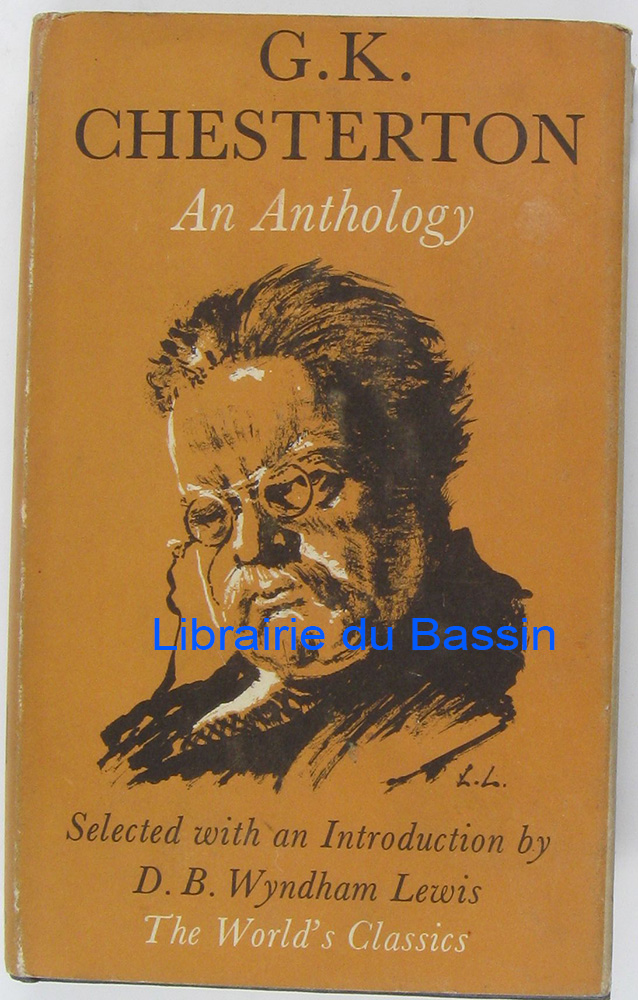 G.K.
CHESTERTON
An Anthology
Librairie du Bassin
L.L.
Selected with an Introduction by
D. B. Wyndham Lewis
The World's Classics